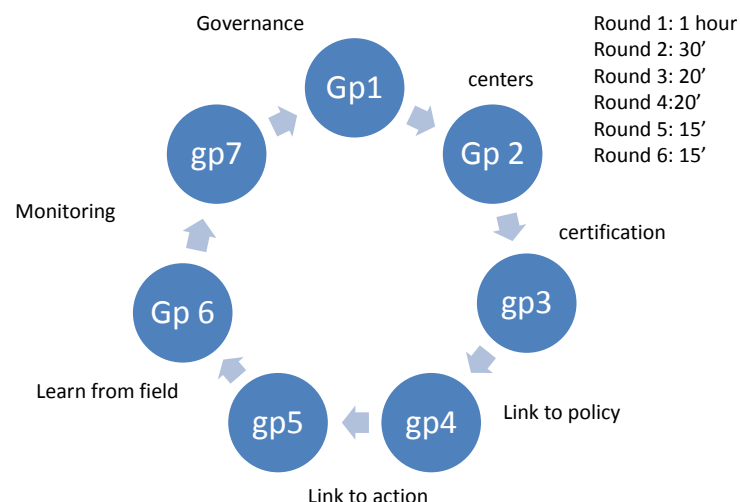 Governance
Round 1: 1 hour
Round 2: 30’
Round 3: 20’
Round 4:20’
Round 5: 15’
Round 6: 15’
Gp1
centers
Gp 2
gp7
Monitoring
certification
gp3
Gp 6
Learn from field
gp5
gp4
Link to policy
Link to action